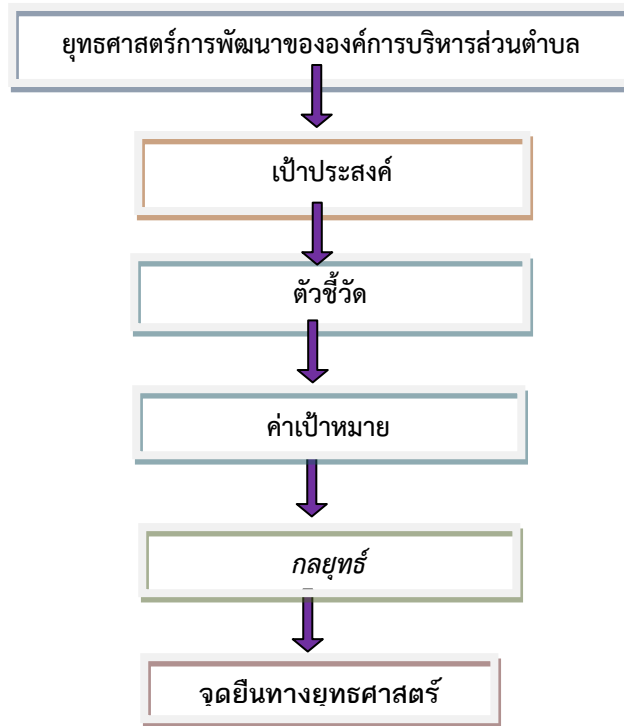 ยุทธศาสตร์การพัฒนาขององค์การบริหารส่วนตำบล
เป้าประสงค์
ตัวชี้วัด
ค่าเป้าหมาย
กลยุทธ์
จุดยืนทางยุทธศาสตร์